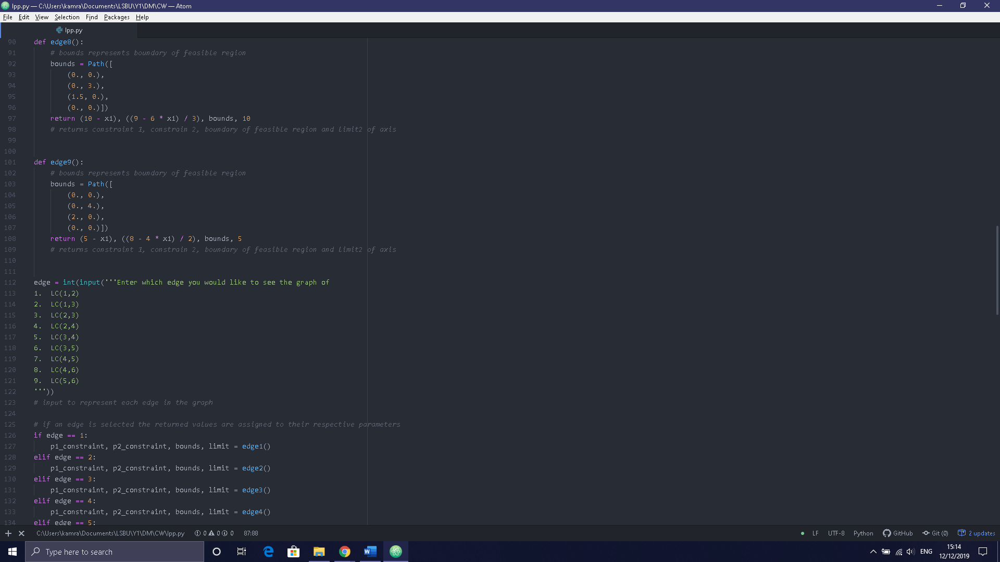 lpp.py — C:\Users\kamra\Documents\LSBU\Y1\DM\CW — Atom
File Edit View Selection Find Packages Help
lpp.py
90 def edge8():
91 # bounds represents boundary of feasible region
92 bounds = Path([
93 (0., 0.),
94 (0., 3.),
95 (1.5, 0.),
96 (0., 0.)])
97 return (10 - x1), ((9 - 6 * x1) / 3), bounds, 10
98 # returns constraint 1, constrain 2, boundary of feasible region and limit2 of axis
99
100
101 def edge9():
102 # bounds represents boundary of feasible region
103 bounds = Path([
104 (0., 0.),
105 (0., 4.),
106 (2., 0.),
107 (0., 0.)])
108 return (5 - x1), ((8 - 4 * x1) / 2), bounds, 5
109 # returns constraint 1, constrain 2, boundary of feasible region and limit2 of axis
110
111
112 edge = int(input('''Enter which edge you would like to see the graph of
113 1. LC(1,2)
114 2. LC(1,3)
115 3. LC(2,3)
116 4. LC(2,4)
117 5. LC(3,4)
118 6. LC(3,5)
119 7. LC(4,5)
120 8. LC(4,6)
121 9. LC(5,6)
122 '''))
123 # input to represent each edge in the graph
124
125 # if an edge is selected the returned values are assigned to their respective parameters
126 if edge == 1:
127 p1_constraint, p2_constraint, bounds, limit = edge1()
128 elif edge == 2:
129 p1_constraint, p2_constraint, bounds, limit = edge2()
130 elif edge == 3:
131 p1_constraint, p2_constraint, bounds, limit = edge3()
132 elif edge == 4:
133 p1_constraint, p2_constraint, bounds, limit = edge4()
134 elif edge == 5:
C:\Users\kamra\Documents\LSBU\Y1\DM\CW\lpp.py 0 0 0 87:88 LF UTF-8 Python GitHub Git (0) 2 updates
Type here to search
ENG
15:14
12/12/2019